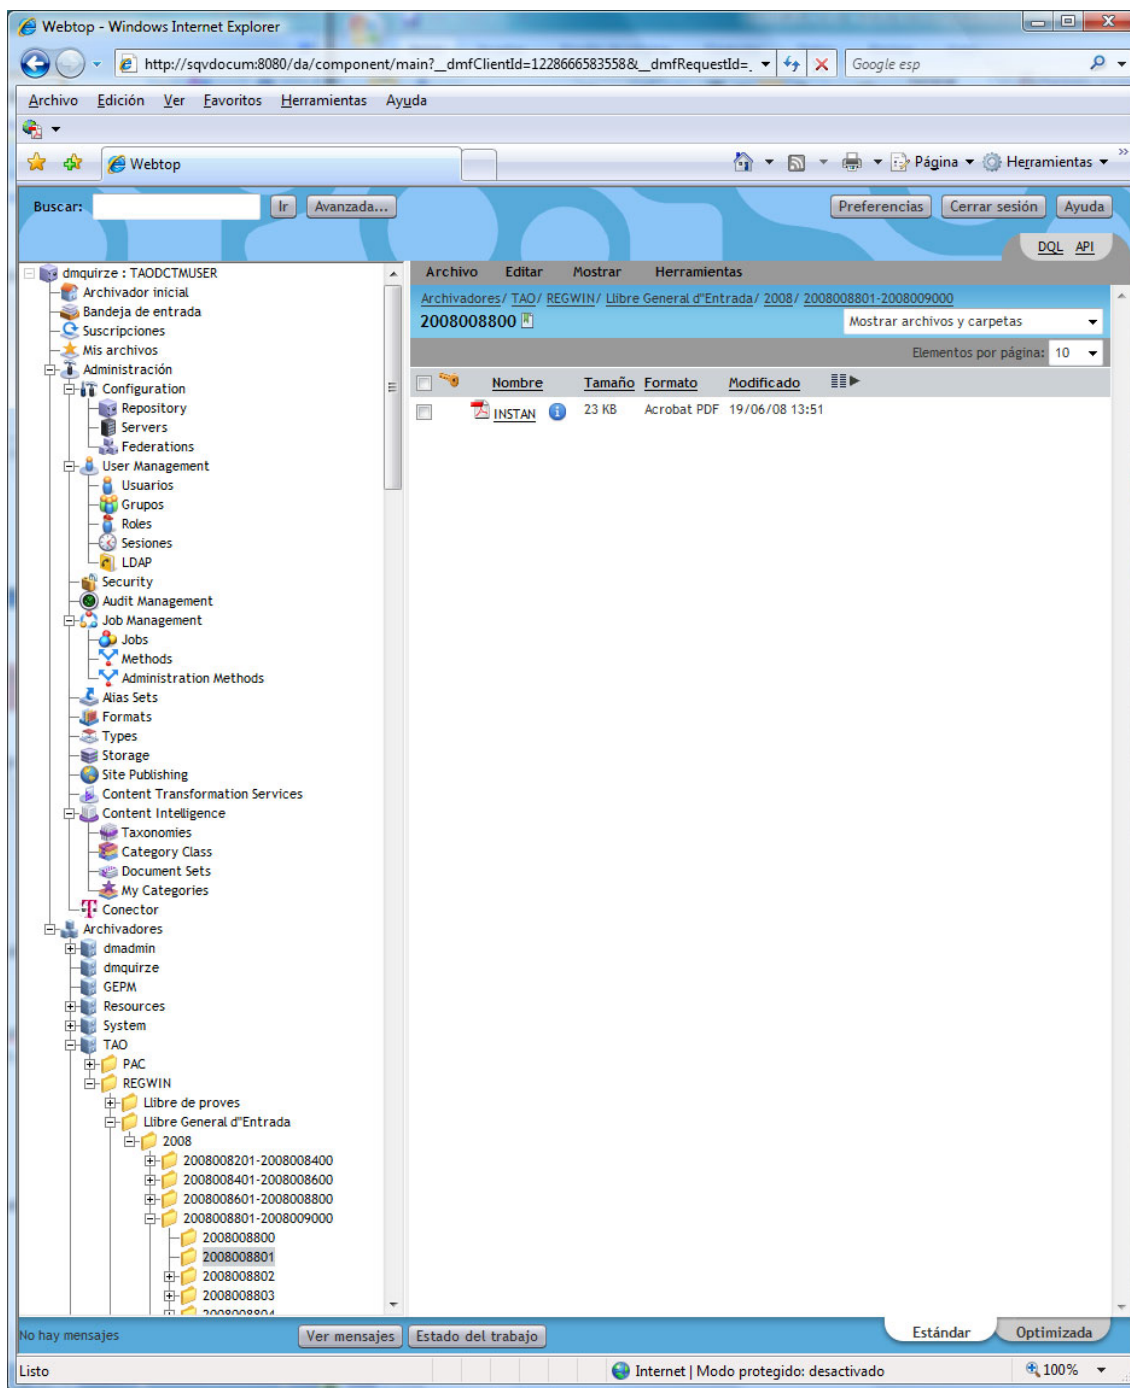 Webtop - Windows Internet Explorer
http://sqvdocum:8080/da/component/main?__dmfClientId=1228666583558&__dmfRequestId=_
Google esp
Archivo Edición Ver Favoritos Herramientas Ayuda
Webtop
Página
Herramientas
Buscar:
Ir
Avanzada...
Preferencias
Cerrar sesión
Ayuda
DQL API
dmquirze : TAODCTMUSER
Archivador inicial
Bandeja de entrada
Suscripciones
Mis archivos
Administración
Configuration
Repository
Servers
Federations
User Management
Usuarios
Grupos
Roles
Sesiones
LDAP
Security
Audit Management
Job Management
Jobs
Methods
Administration Methods
Alias Sets
Formats
Types
Storage
Site Publishing
Content Transformation Services
Content Intelligence
Taxonomies
Category Class
Document Sets
My Categories
Conector
Archivadores
dmadmin
dmquirze
GEPM
Resources
System
TAO
PAC
REGWIN
Llibre de proves
Llibre General d"Entrada
2008
2008008201-2008008400
2008008401-2008008600
2008008601-2008008800
2008008801-2008009000
2008008800
2008008801
2008008802
2008008803
2008008804
Archivo Editar Mostrar Herramientas
Archivadores/ TAO/ REGWIN/ Llibre General d"Entrada/ 2008/ 2008008801-2008009000
2008008800
Mostrar archivos y carpetas
Elementos por página: 10
Nombre Tamaño Formato Modificado
INSTAN 23 KB Acrobat PDF 19/06/08 13:51
No hay mensajes
Ver mensajes
Estado del trabajo
Estándar
Optimizada
Listo
Internet | Modo protegido: desactivado
100%